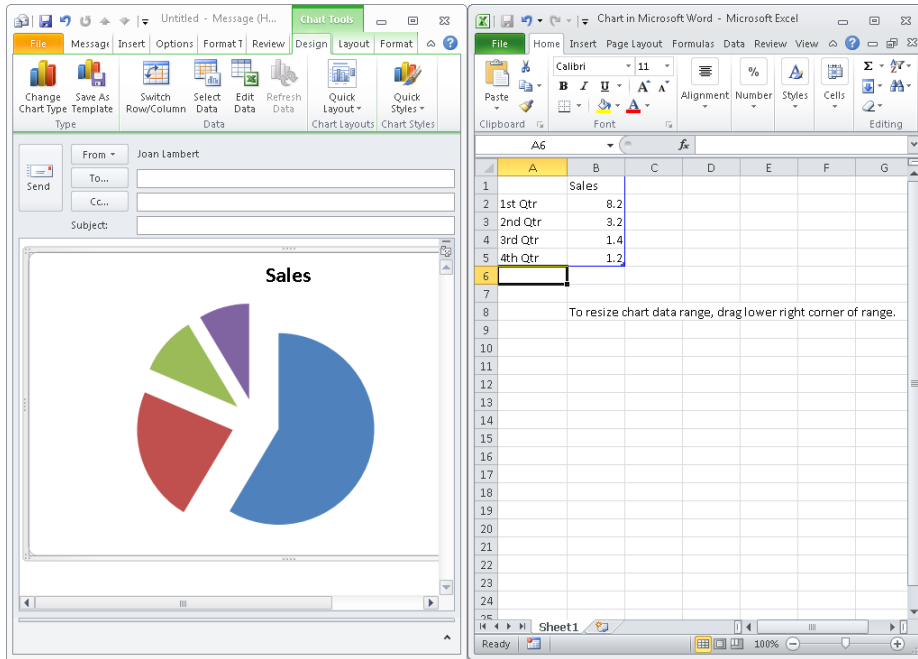 Untitled - Message (H...
Chart Tools
File Message Insert Options Format T Review Design Layout Format
Change Chart Type
Save As Template
Switch Row/Column
Select Data
Edit Data
Refresh Data
Quick Layout
Quick Styles
Type Data Chart Layouts Chart Styles
From Joan Lambert
Send
To...
Cc...
Subject:
Sales
Chart in Microsoft Word - Microsoft Excel
File Home Insert Page Layout Formulas Data Review View
Calibri 11
Paste
B I U A A
A
Alignment Number Styles Cells
%
Σ
Clipboard Font Editing
A6 fx
A B C D E F G
1 Sales
2 1st Qtr 8.2
3 2nd Qtr 3.2
4 3rd Qtr 1.4
5 4th Qtr 1.2
6
7
8 To resize chart data range, drag lower right corner of range.
9
10
11
12
13
14
15
16
17
18
19
20
21
22
23
24
25
Sheet1
Ready 100%